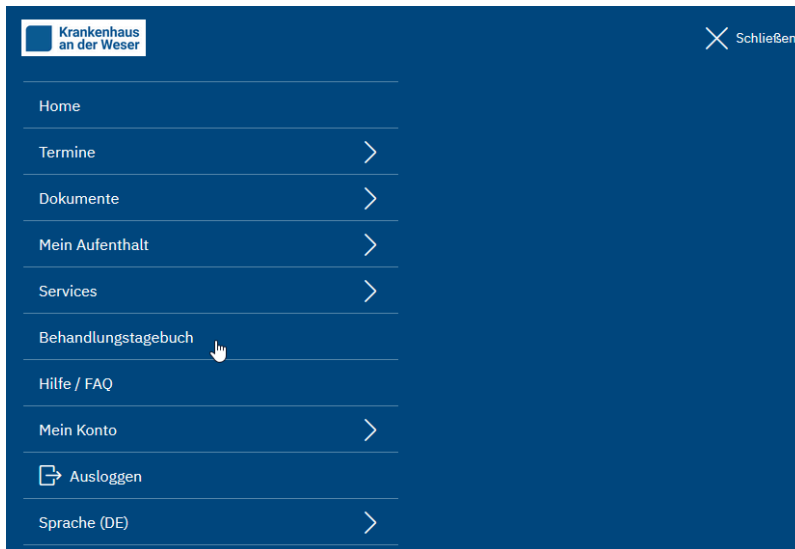 Krankenhaus
an der Weser
Schließen
Home
Termine
Dokumente
Mein Aufenthalt
Services
Behandlungstagebuch
Hilfe / FAQ
Mein Konto
Ausloggen
Sprache (DE)